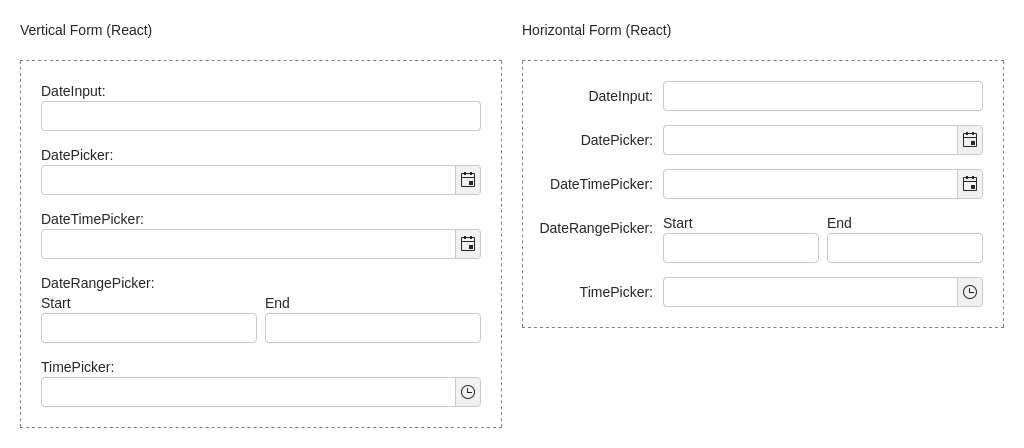 Vertical Form (React)
DateInput:
DatePicker:
DateTimePicker:
DateRangePicker:
Start End
TimePicker:
Horizontal Form (React)
DateInput:
DatePicker:
DateTimePicker:
DateRangePicker: Start End
TimePicker: